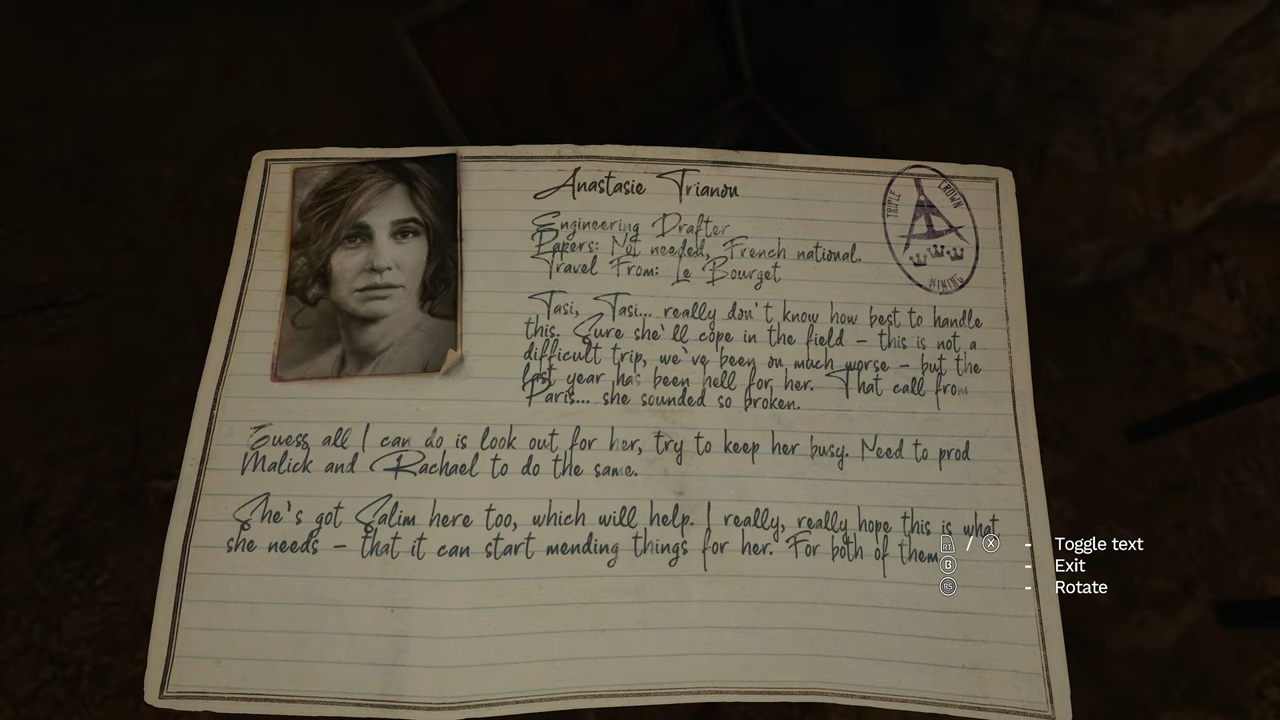 Anastasie Trianon
TRIPLE CROWN
MINING
Engineering Drafter
Papers: Not needed, French national.
Travel From: Le Bourget
Tasi, Tasi... really don't know how best to handle
this. Sure she'll cope in the field – this is not a
difficult trip, we've been on much worse – but the
last year has been hell for her. That call from
Paris... she sounded so broken.
Guess all I can do is look out for her, try to keep her busy. Need to prod
Malick and Rachael to do the same.
She's got Salim here too, which will help. I really, really hope this is what
she needs – that it can start mending things for her. For both of them.
RT / X - Toggle text
B - Exit
RS - Rotate